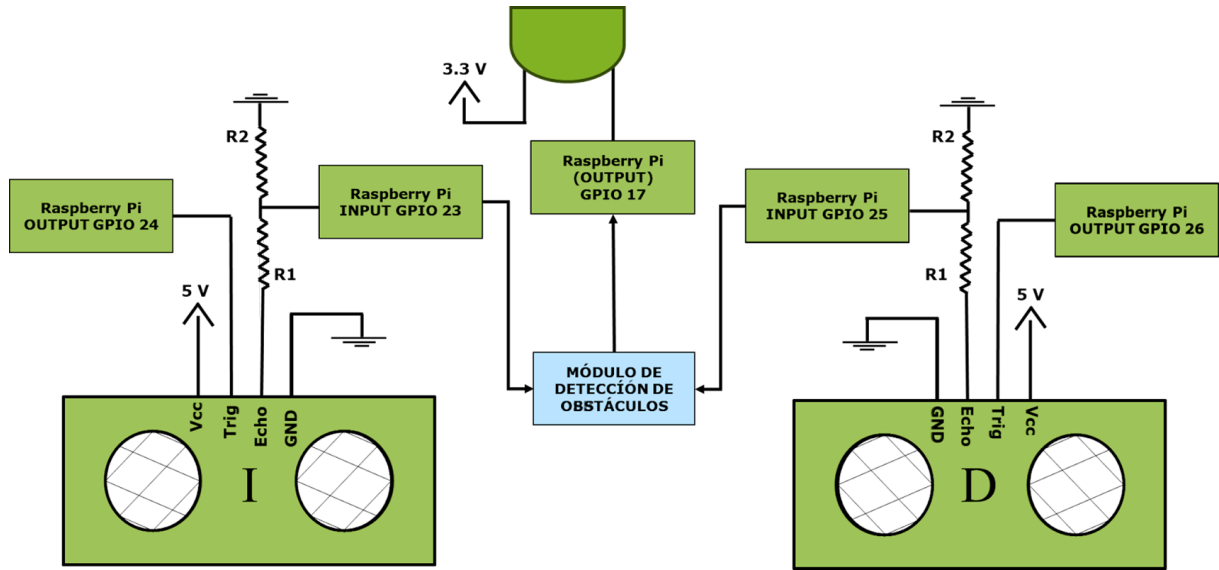 3.3 V
R2
Raspberry Pi
OUTPUT GPIO 24
Raspberry Pi
INPUT GPIO 23
Raspberry Pi
(OUTPUT)
GPIO 17
Raspberry Pi
INPUT GPIO 25
R2
Raspberry Pi
OUTPUT GPIO 26
R1
R1
5 V
5 V
MÓDULO DE
DETECCÍÓN DE
OBSTÁCULOS
Vcc
Trig
Echo
GND
I
GND
Echo
Trig
Vcc
D